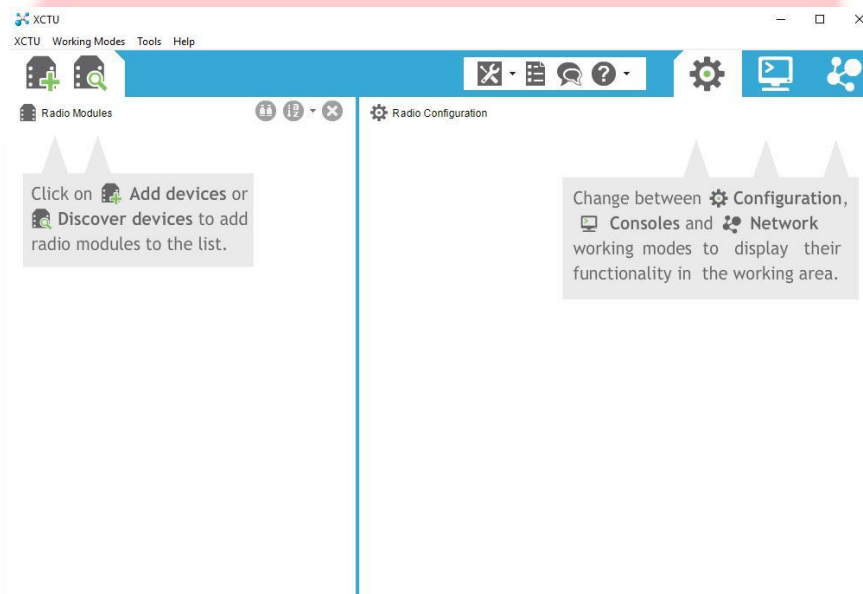 XCTU
XCTU Working Modes Tools Help
Radio Modules
Radio Configuration
Click on Add devices or
Discover devices to add
radio modules to the list.
Change between Configuration,
Consoles and Network
working modes to display their
functionality in the working area.